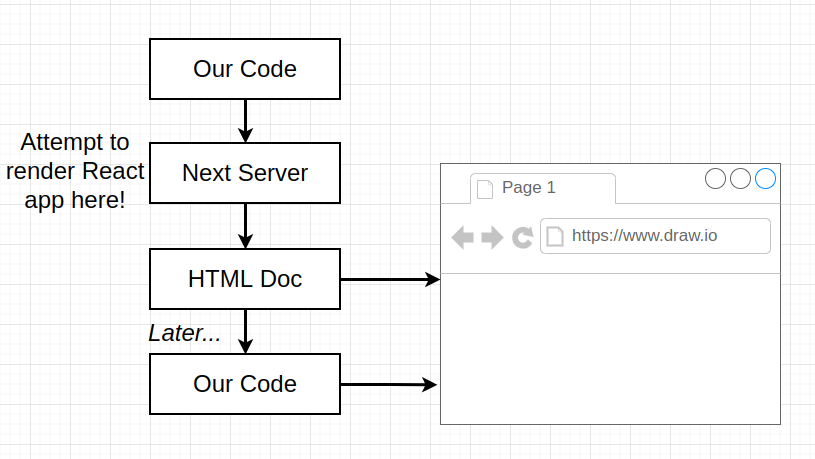 Our Code
Attempt to
render React
app here!
Next Server
Page 1
https://www.draw.io
HTML Doc
Later...
Our Code